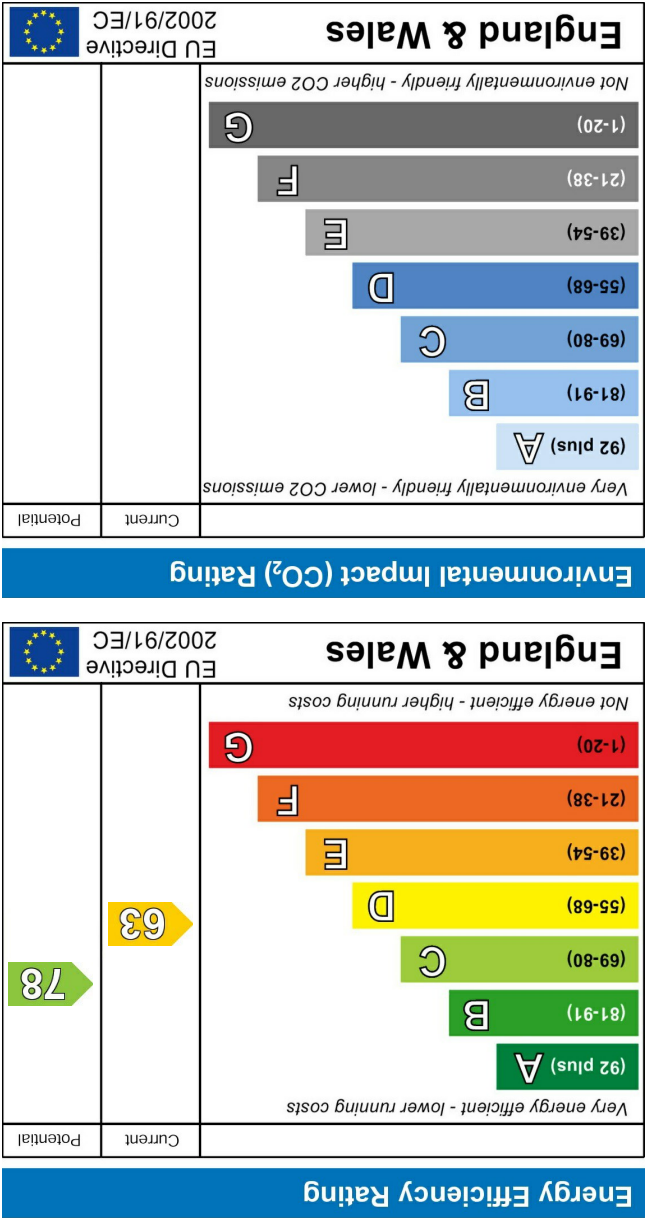 Energy Efficiency Rating
Current Potential
Very energy efficient - lower running costs
(92 plus) A
(81-91) B
(69-80) C
(55-68) D
(39-54) E
(21-38) F
(1-20) G
63
78
Not energy efficient - higher running costs
England & Wales
EU Directive
2002/91/EC
Environmental Impact (CO₂) Rating
Current Potential
Very environmentally friendly - lower CO2 emissions
(92 plus) A
(81-91) B
(69-80) C
(55-68) D
(39-54) E
(21-38) F
(1-20) G
Not environmentally friendly - higher CO2 emissions
England & Wales
EU Directive
2002/91/EC